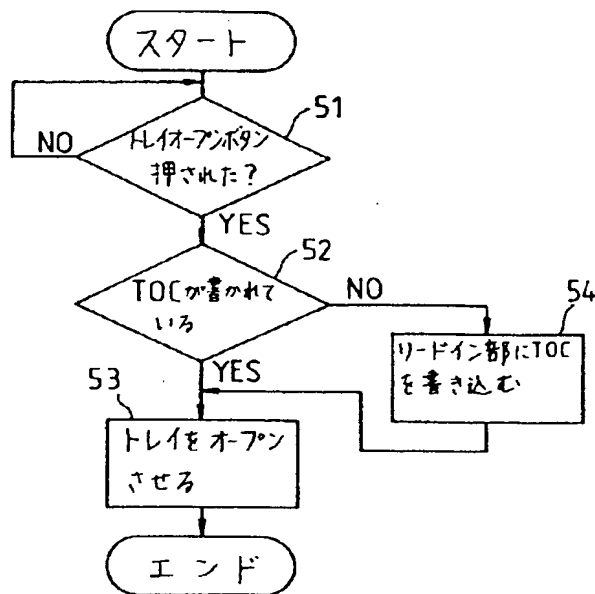 スタート
51
トレイオープンボタン
押された?
NO
YES
52
TOCが書かれて
いる
NO
54
リードイン部にTOC
を書き込む
YES
53
トレイをオープン
させる
エンド